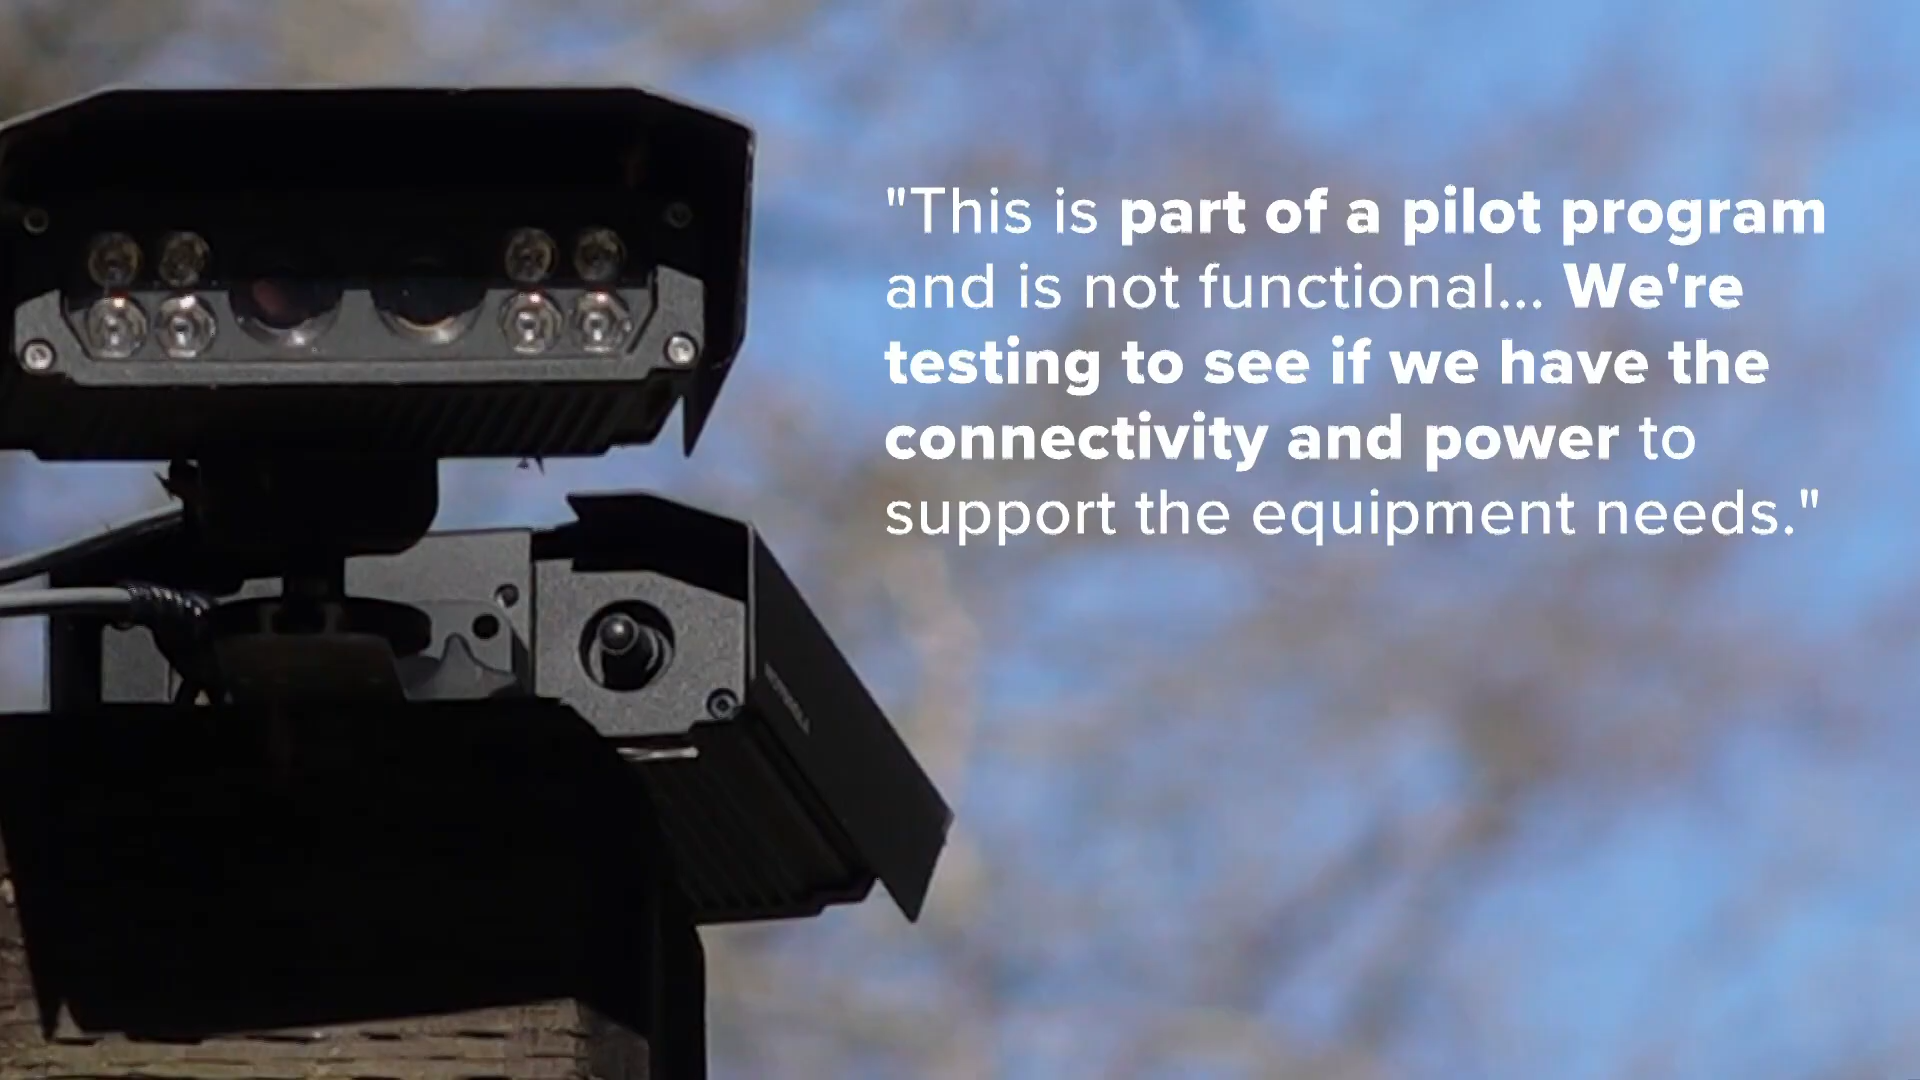 "This is part of a pilot program
and is not functional... We're
testing to see if we have the
connectivity and power to
support the equipment needs."